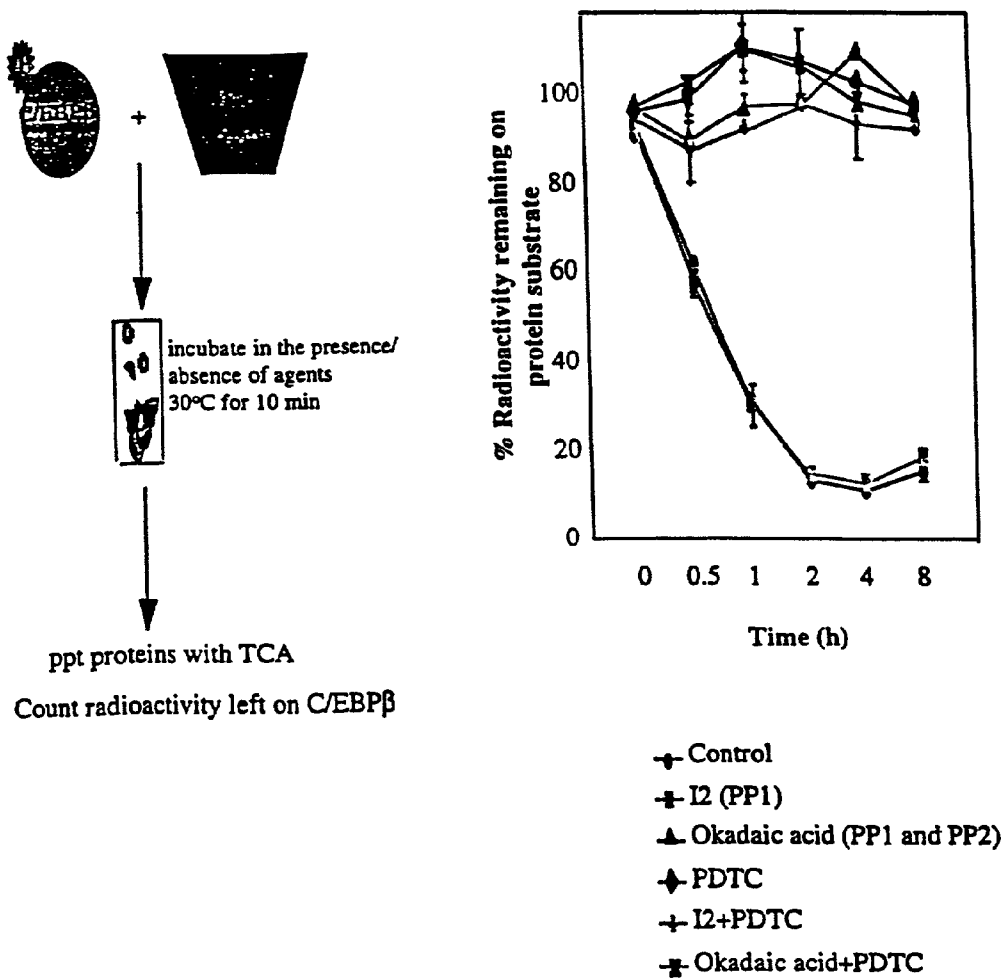 C/EBP
+
incubate in the presence/
absence of agents
30°C for 10 min
ppt proteins with TCA
Count radioactivity left on C/EBPβ
% Radioactivity remaining on
protein substrate
100
80
60
40
20
0
0 0.5 1 2 4 8
Time (h)
Control
I2 (PP1)
Okadaic acid (PP1 and PP2)
PDTC
I2+PDTC
Okadaic acid+PDTC